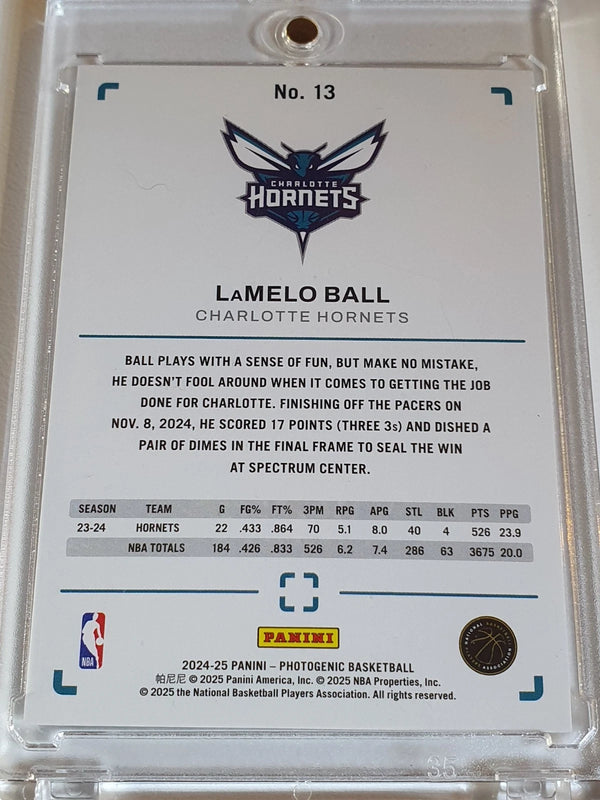 No. 13
CHARLOTTE
HORNETS
LAMELO BALL
CHARLOTTE HORNETS
BALL PLAYS WITH A SENSE OF FUN, BUT MAKE NO MISTAKE,
HE DOESN'T FOOL AROUND WHEN IT COMES TO GETTING THE JOB
DONE FOR CHARLOTTE. FINISHING OFF THE PACERS ON
NOV. 8, 2024, HE SCORED 17 POINTS (THREE 3s) AND DISHED A
PAIR OF DIMES IN THE FINAL FRAME TO SEAL THE WIN
AT SPECTRUM CENTER.
SEASON TEAM G FG% FT% 3PM RPG APG STL BLK PTS PPG
23-24 HORNETS 22 .433 .864 70 5.1 8.0 40 4 526 23.9
NBA TOTALS 184 .426 .833 526 6.2 7.4 286 63 3675 20.0
NBA
PANINI
NATIONAL BASKETBALL
PLAYERS ASSOCIATION
2024-25 PANINI – PHOTOGENIC BASKETBALL
帕尼尼 © 2025 Panini America, Inc. © 2025 NBA Properties, Inc.
© 2025 the National Basketball Players Association. All rights reserved.
35